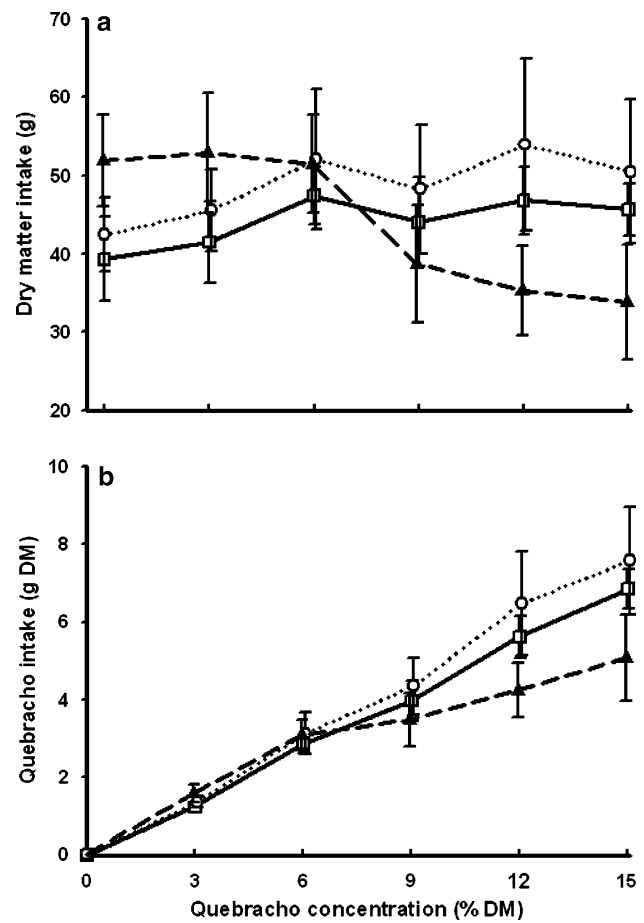 a
70
60
50
40
30
20
Dry matter intake (g)
b
10
8
6
4
2
0
Quebracho intake (g DM)
0 3 6 9 12 15
Quebracho concentration (% DM)